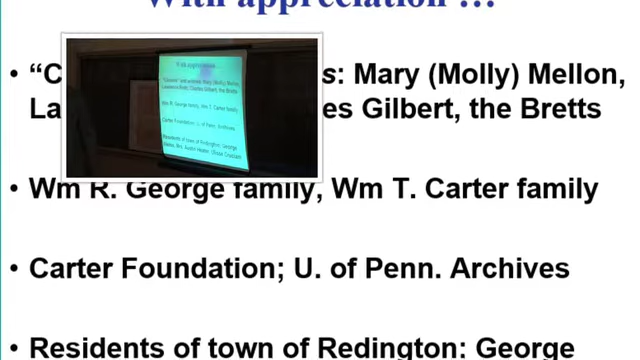 With appreciation …
• “C s: Mary (Molly) Mellon,
La es Gilbert, the Bretts
• Wm R. George family, Wm T. Carter family
• Carter Foundation; U. of Penn. Archives
• Residents of town of Redington: George